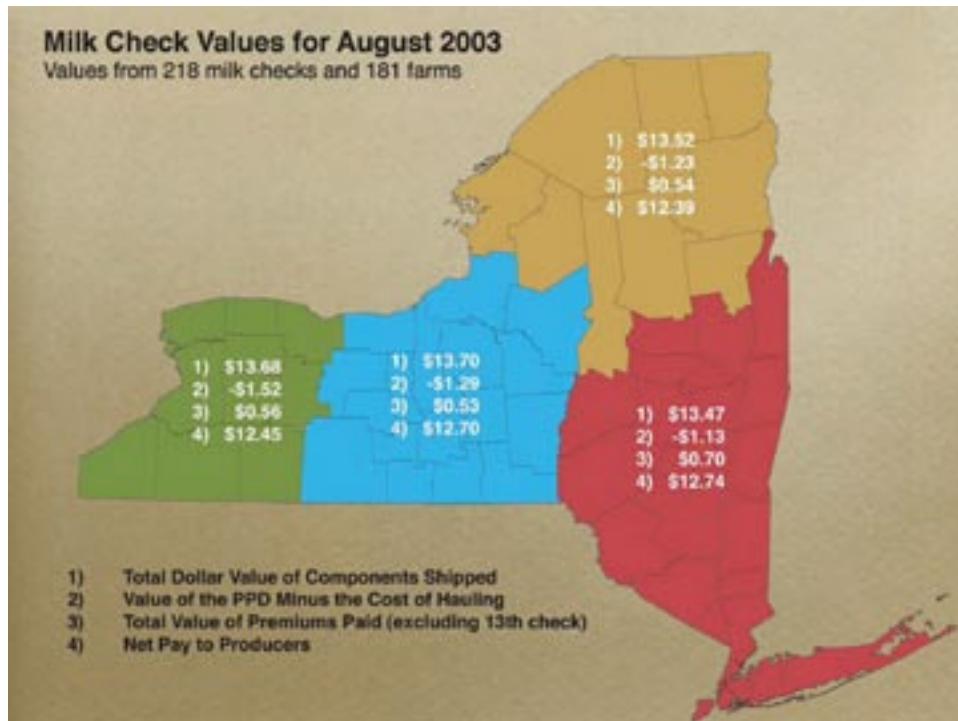 Milk Check Values for August 2003
Values from 218 milk checks and 181 farms
1) $13.52
2) -$1.23
3) $0.54
4) $12.39
1) $13.68
2) -$1.52
3) $0.56
4) $12.45
1) $13.70
2) -$1.29
3) $0.53
4) $12.70
1) $13.47
2) -$1.13
3) $0.70
4) $12.74
1) Total Dollar Value of Components Shipped
2) Value of the PPD Minus the Cost of Hauling
3) Total Value of Premiums Paid (excluding 13th check)
4) Net Pay to Producers